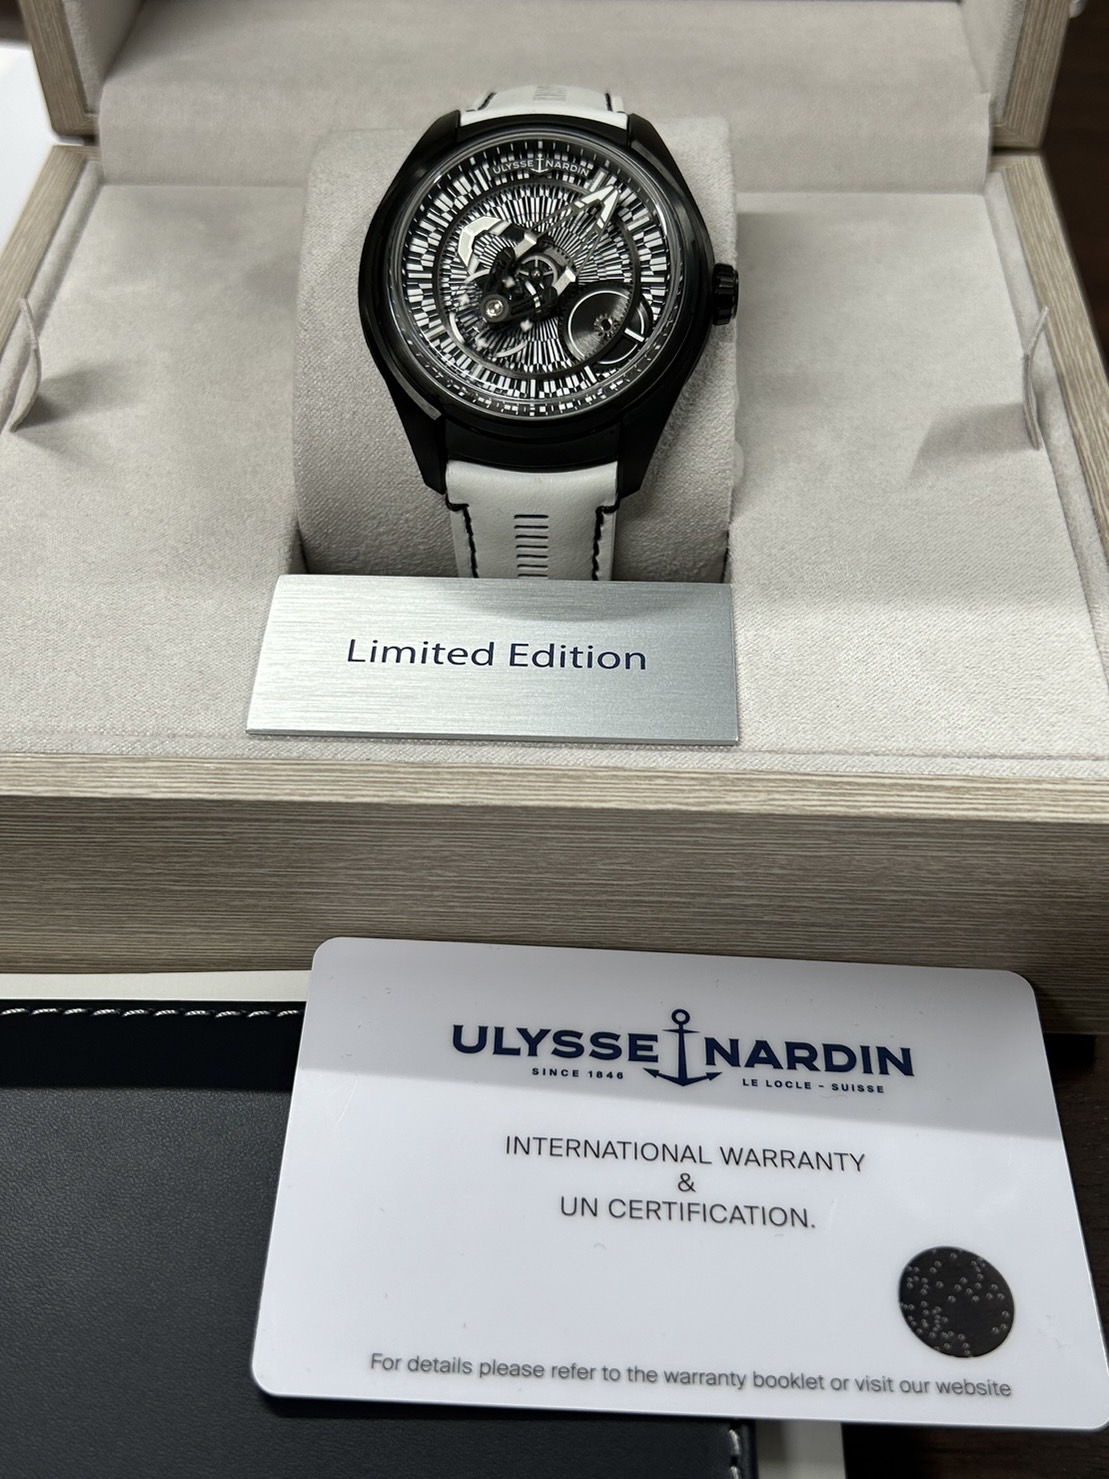 ULYSSE NARDIN
Limited Edition
ULYSSE NARDIN
SINCE 1846 LE LOCLE - SUISSE
INTERNATIONAL WARRANTY
&
UN CERTIFICATION.
For details please refer to the warranty booklet or visit our website